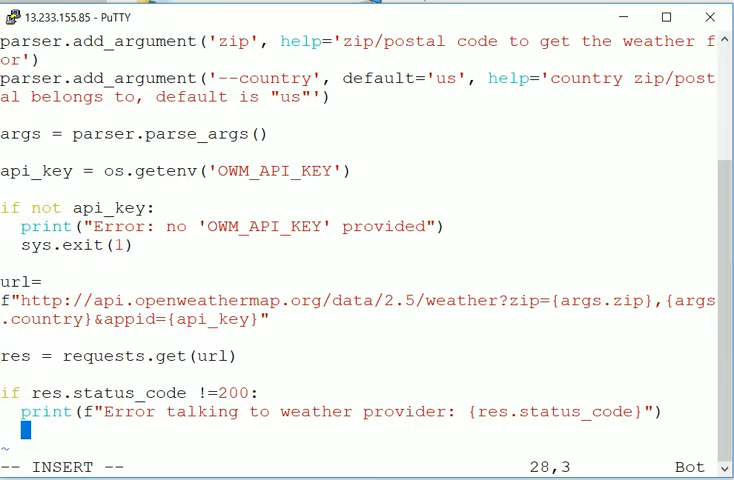 13.233.155.85 - PuTTY
parser.add_argument('zip', help='zip/postal code to get the weather f
or')
parser.add_argument('--country', default='us', help='country zip/post
al belongs to, default is "us"')
args = parser.parse_args()
api_key = os.getenv('OWM_API_KEY')
if not api_key:
  print("Error: no 'OWM_API_KEY' provided")
  sys.exit(1)
url=
f"http://api.openweathermap.org/data/2.5/weather?zip={args.zip},{args
.country}&appid={api_key}"
res = requests.get(url)
if res.status_code !=200:
  print(f"Error talking to weather provider: {res.status_code}")
~
-- INSERT -- 28,3 Bot